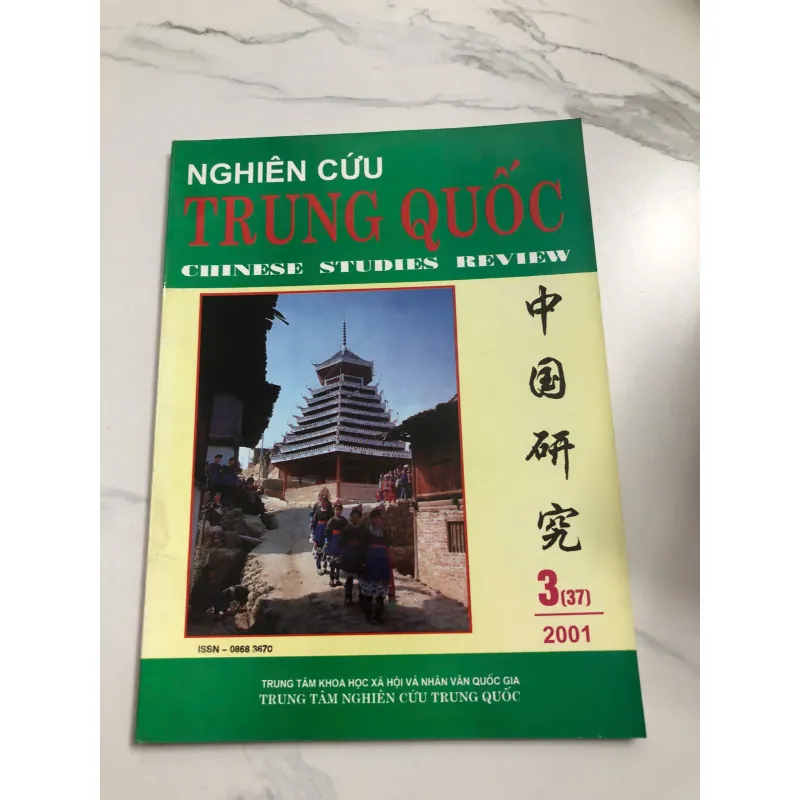 NGHIÊN CỨU
TRUNG QUỐC
CHINESE STUDIES REVIEW
中国研究
3(37)
2001
ISSN – 0868 3670
TRUNG TÂM KHOA HỌC XÃ HỘI VÀ NHÂN VĂN QUỐC GIA
TRUNG TÂM NGHIÊN CỨU TRUNG QUỐC